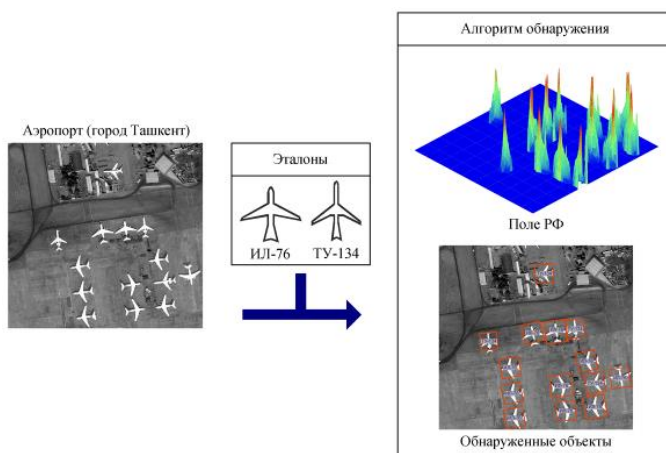 Алгоритм обнаружения
Аэропорт (город Ташкент)
Эталоны
ИЛ-76 ТУ-134
Поле РФ
Обнаруженные объекты